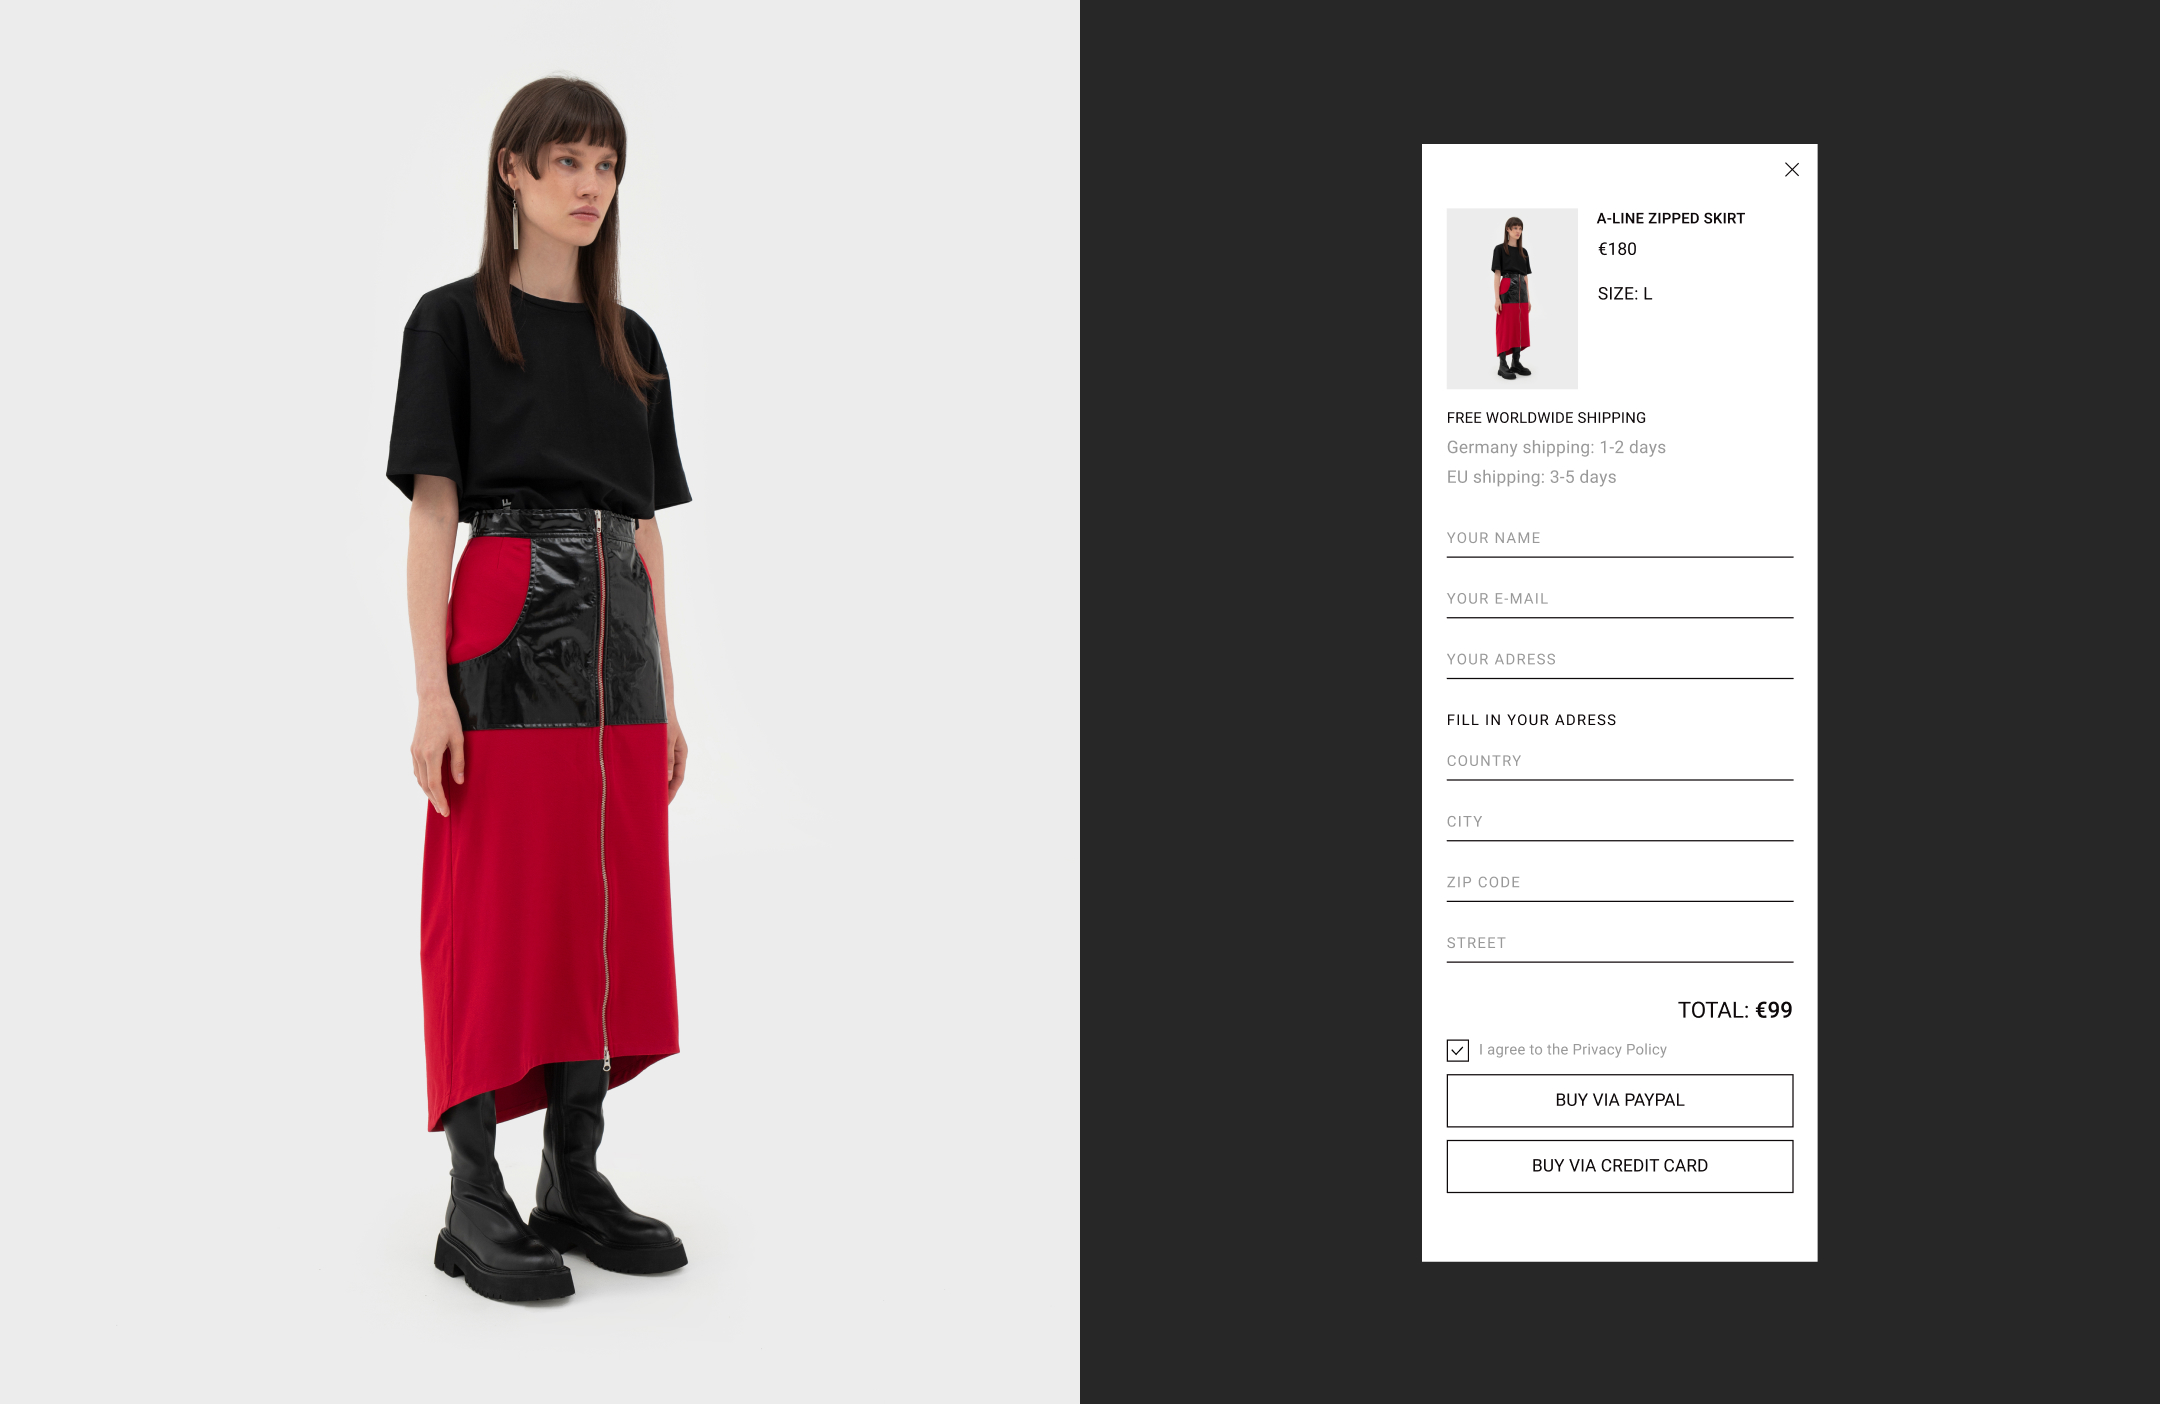 A-LINE ZIPPED SKIRT
€180
SIZE: L
FREE WORLDWIDE SHIPPING
Germany shipping: 1-2 days
EU shipping: 3-5 days
YOUR NAME
YOUR E-MAIL
YOUR ADRESS
FILL IN YOUR ADRESS
COUNTRY
CITY
ZIP CODE
STREET
TOTAL: €99
I agree to the Privacy Policy
BUY VIA PAYPAL
BUY VIA CREDIT CARD